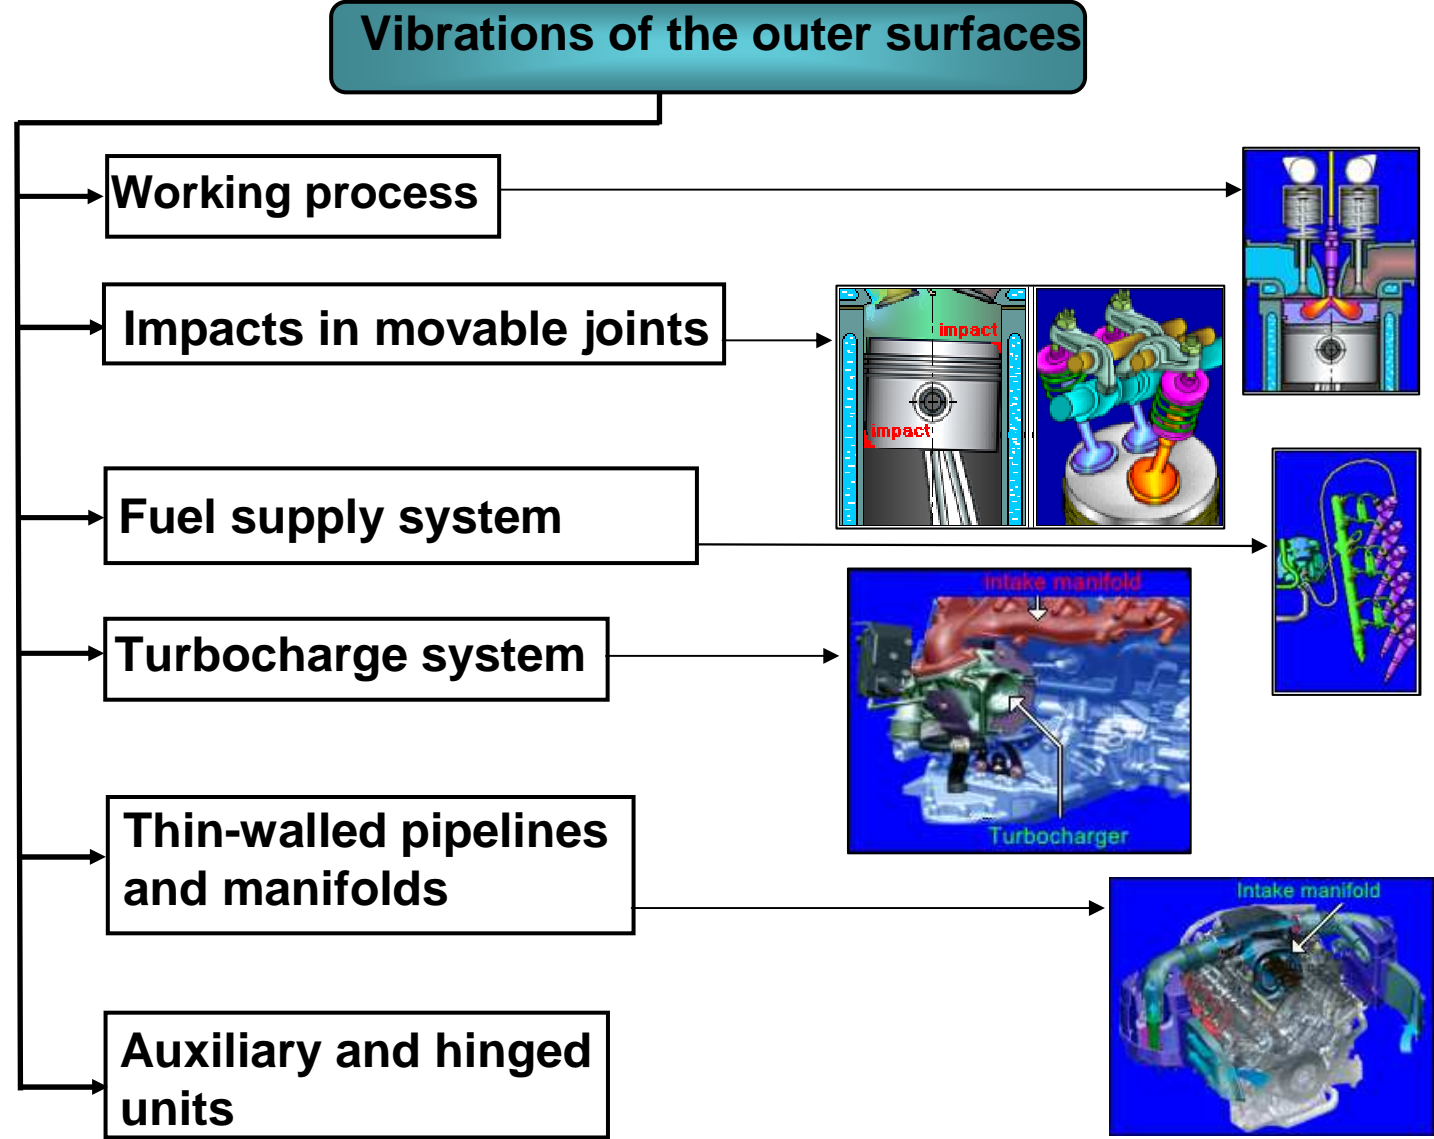 Vibrations of the outer surfaces
Working process
Impacts in movable joints
impact
impact
Fuel supply system
Intake manifold
Turbocharge system
Turbocharger
Thin-walled pipelines
and manifolds
Intake manifold
Auxiliary and hinged
units